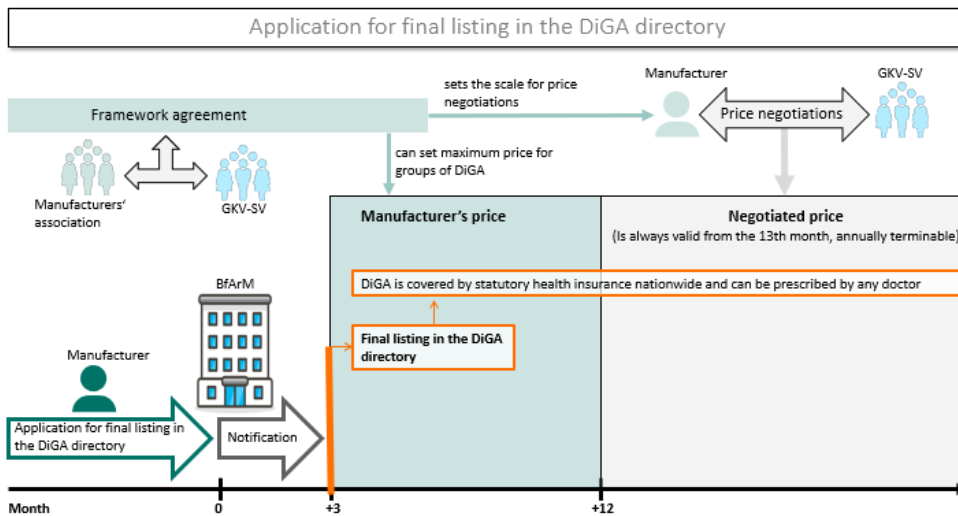 Application for final listing in the DiGA directory
sets the scale for price
negotiations
Manufacturer
GKV-SV
Framework agreement
Price negotiations
can set maximum price for
groups of DiGA
Manufacturers‘
association
GKV-SV
Manufacturer’s price
Negotiated price
(Is always valid from the 13th month, annually terminable)
BfArM
DiGA is covered by statutory health insurance nationwide and can be prescribed by any doctor
Final listing in the DiGA
directory
Manufacturer
Application for final listing in
the DiGA directory
Notification
Month
0
+3
+12